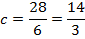 c = 28/6 = 14/3